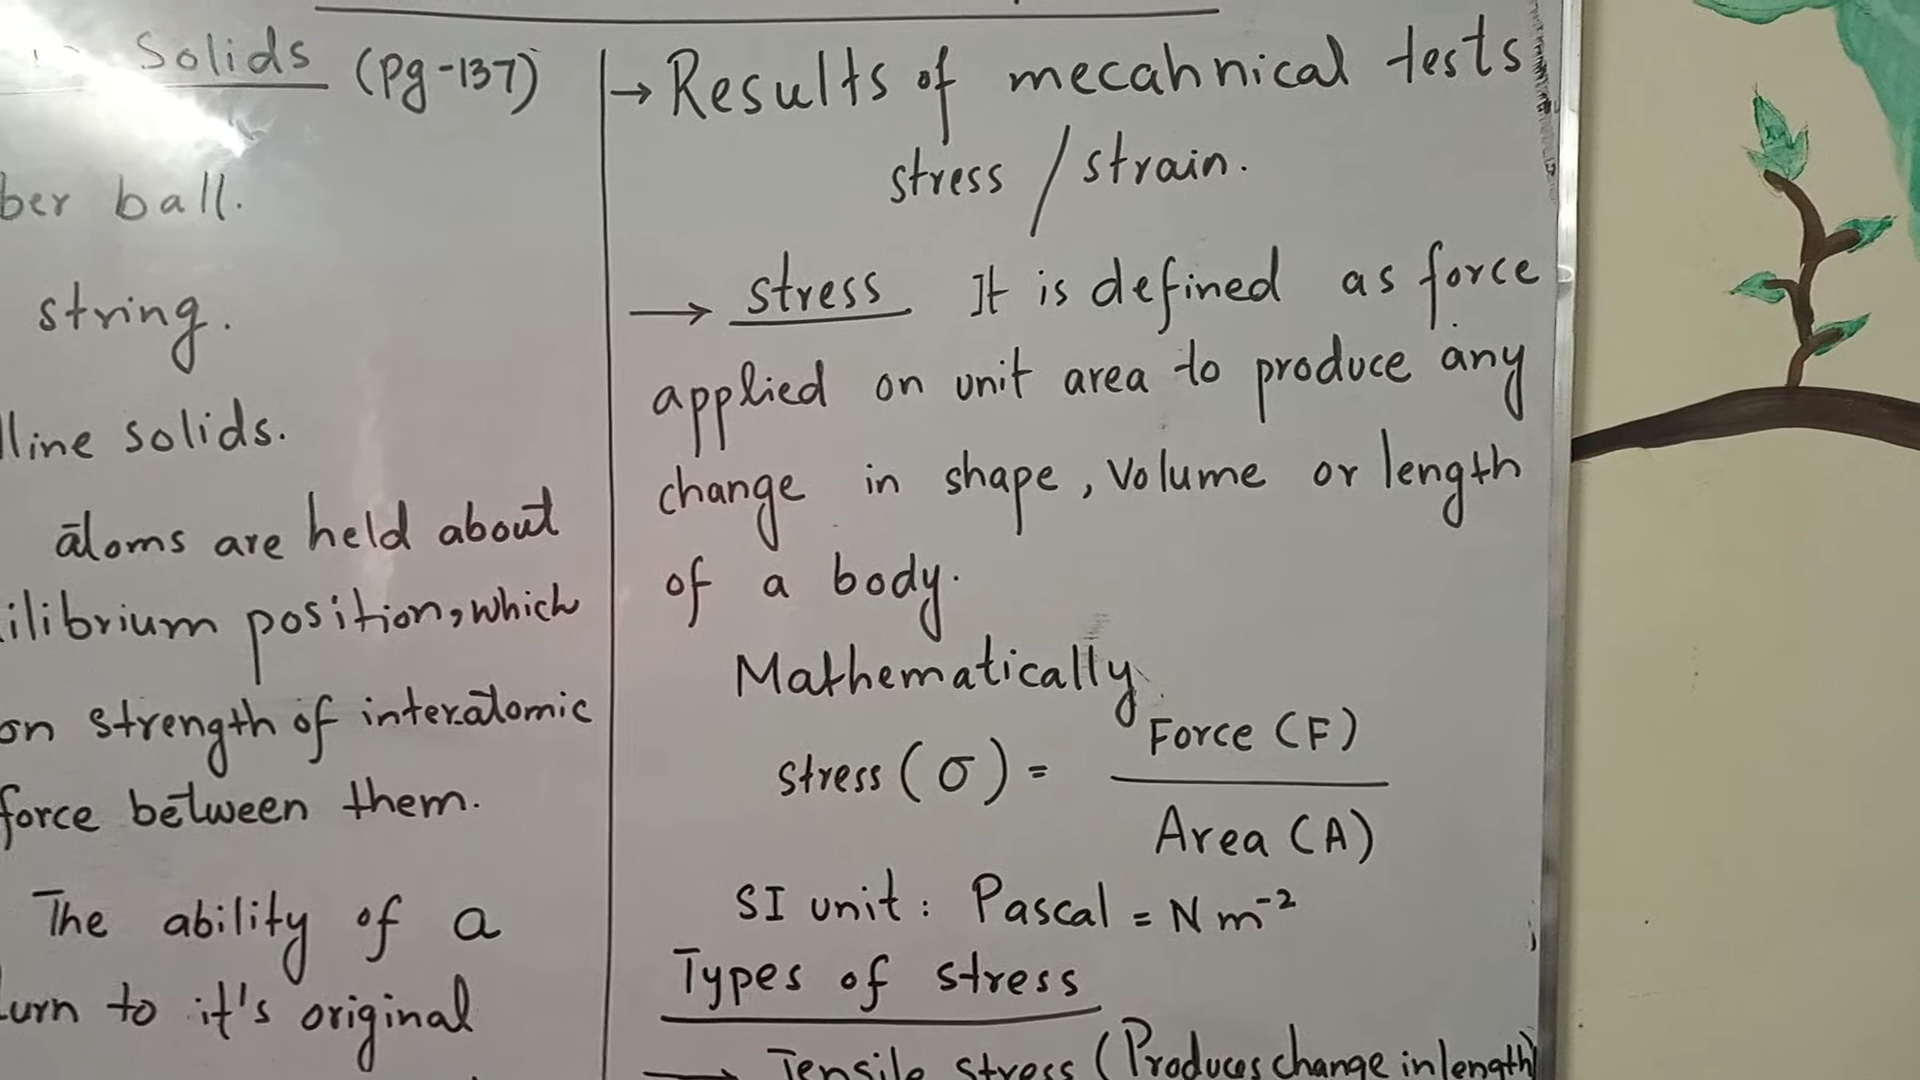 Solids (Pg-137)
ber ball.
string.
lline solids.
atoms are held about
ilibrium position, which
on strength of interatomic
force between them.
The ability of a
turn to it's original
→ Results of mecahnical tests
stress / strain.
→ stress It is defined as force
applied on unit area to produce any
change in shape, volume or length
of a body.
Mathematically
stress (σ) = Force (F)
Area (A)
SI unit : Pascal = N m⁻²
Types of stress
→ Tensile stress (Produces change in length)